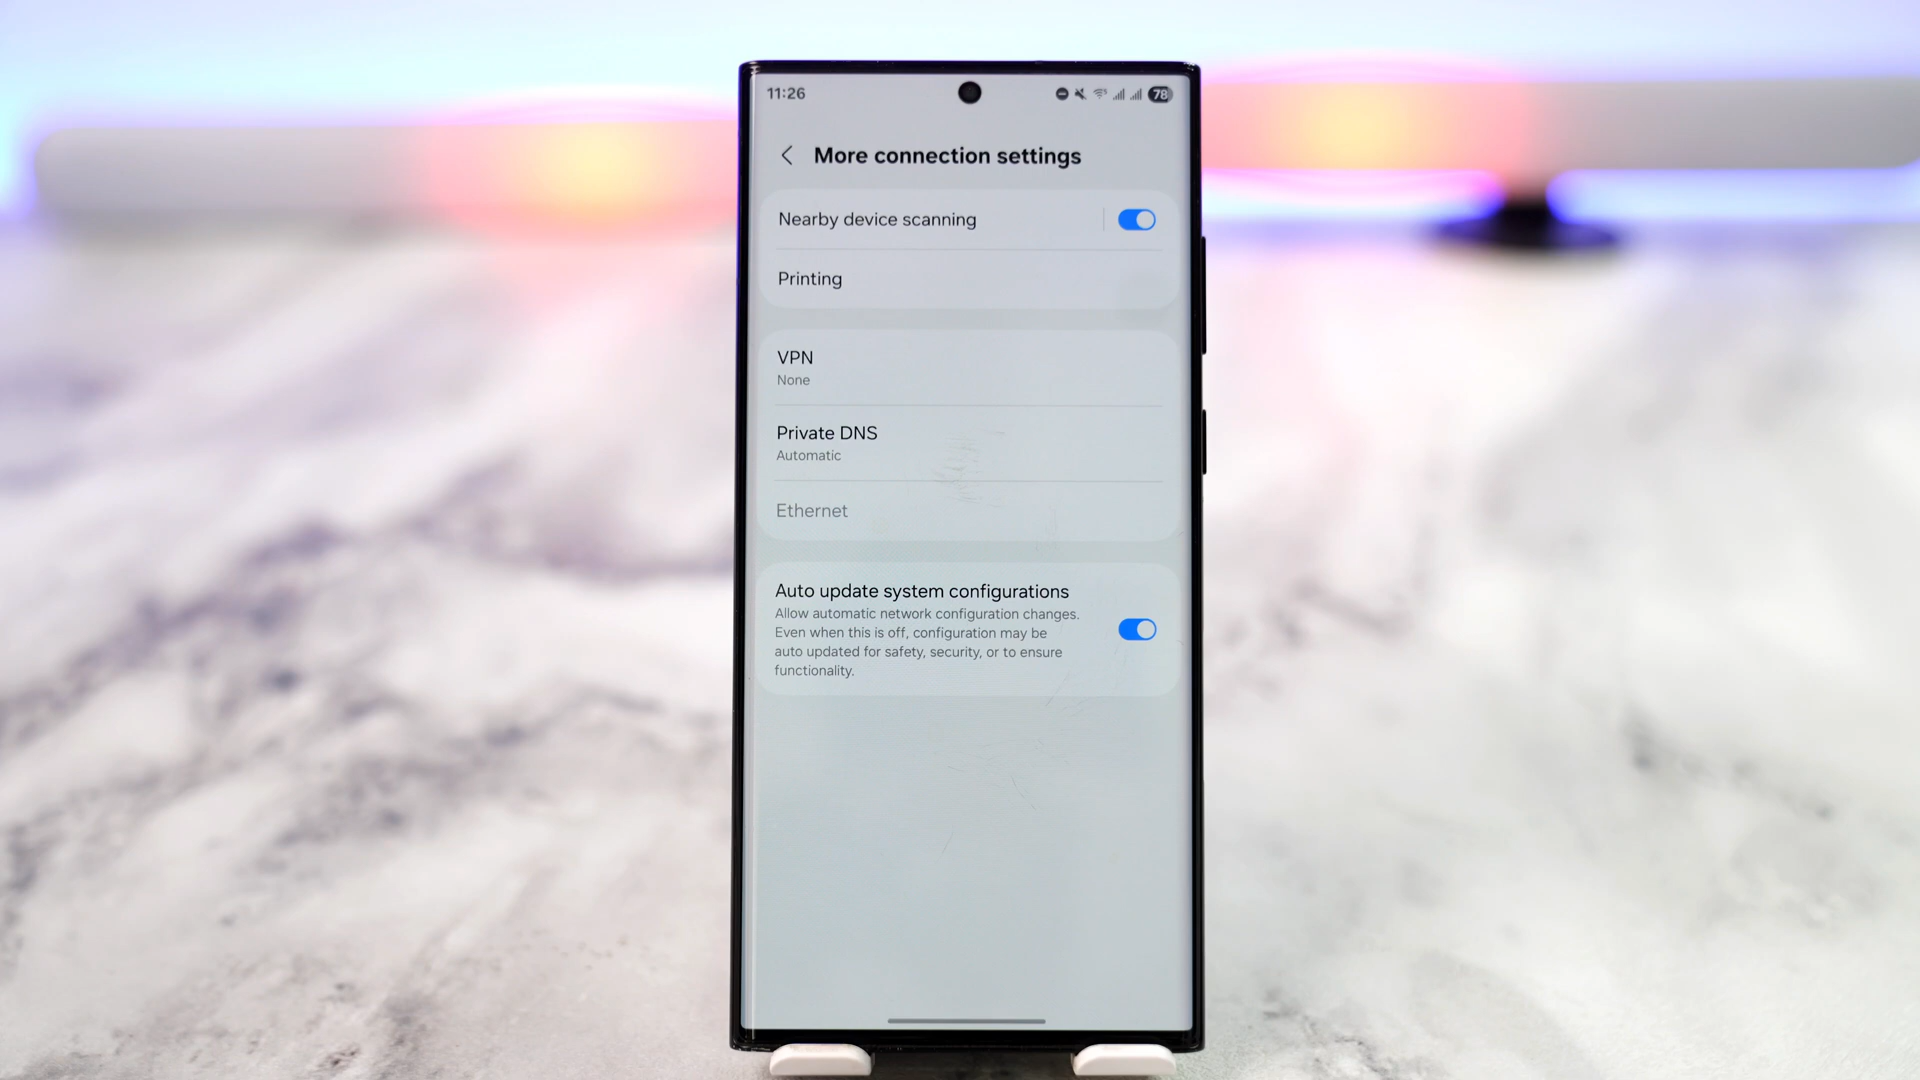 11:26
78
More connection settings
Nearby device scanning
Printing
VPN
None
Private DNS
Automatic
Ethernet
Auto update system configurations
Allow automatic network configuration changes.
Even when this is off, configuration may be
auto updated for safety, security, or to ensure
functionality.